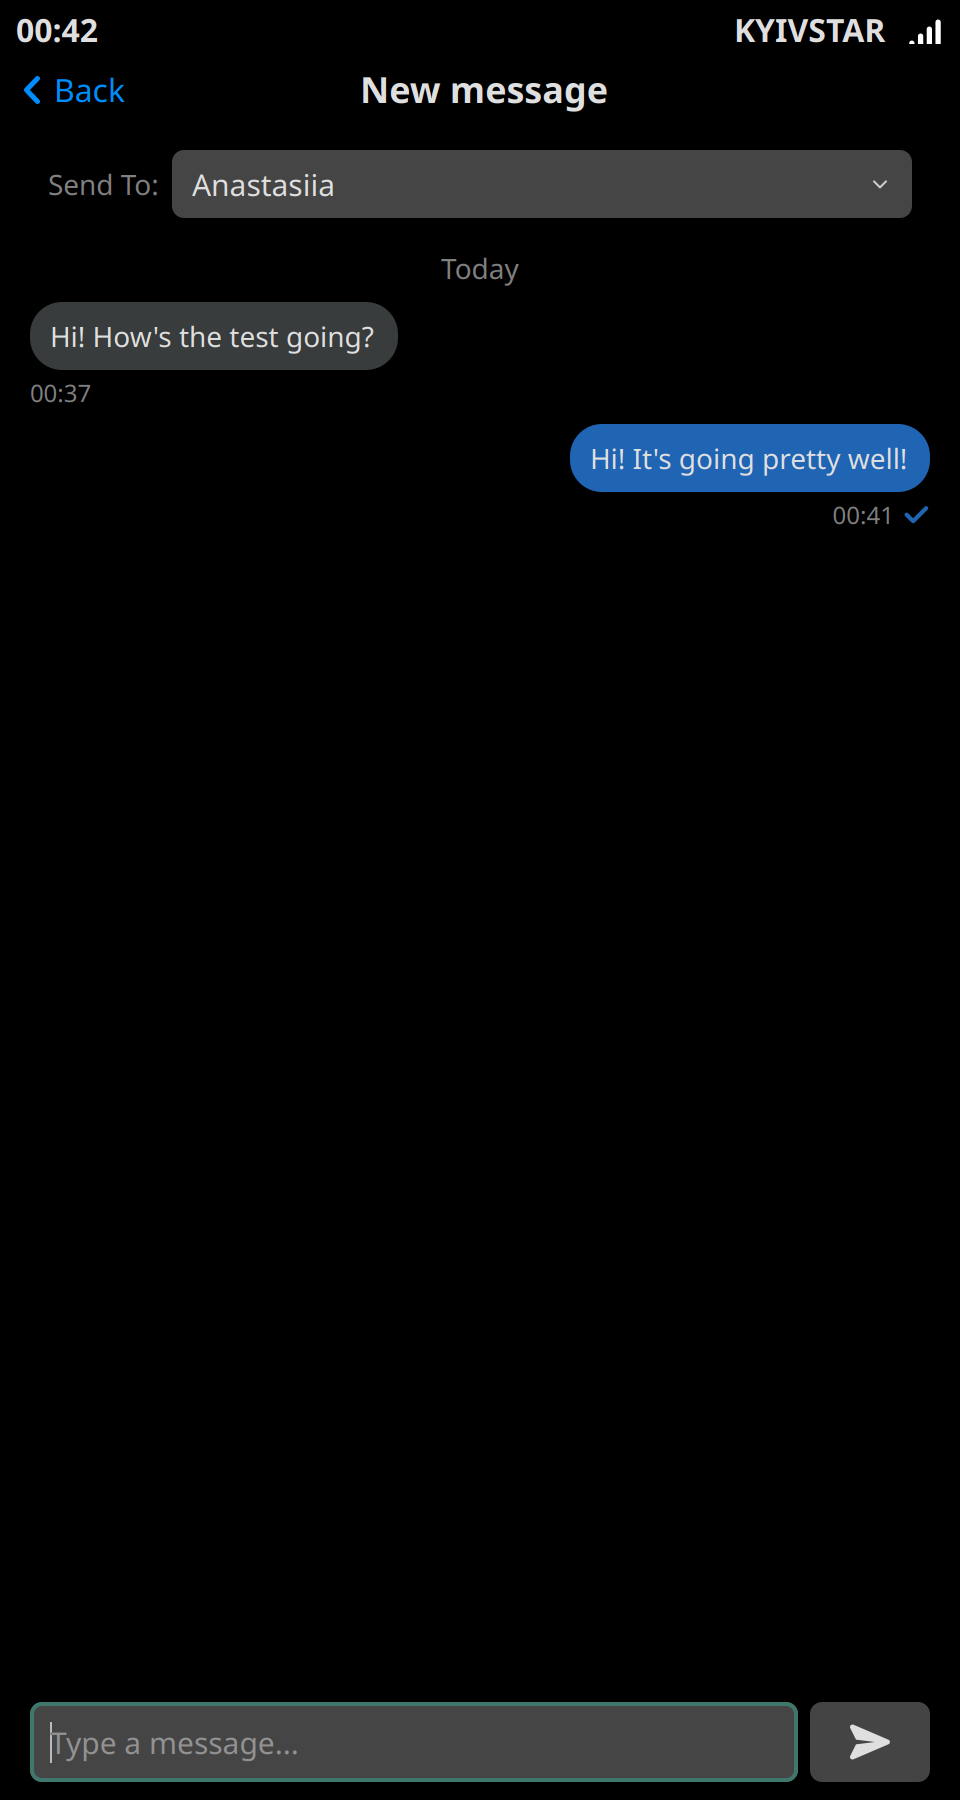 00:42 KYIVSTAR
Back New message
Send To: Anastasiia
Today
Hi! How's the test going?
00:37
Hi! It's going pretty well!
00:41
Type a message...